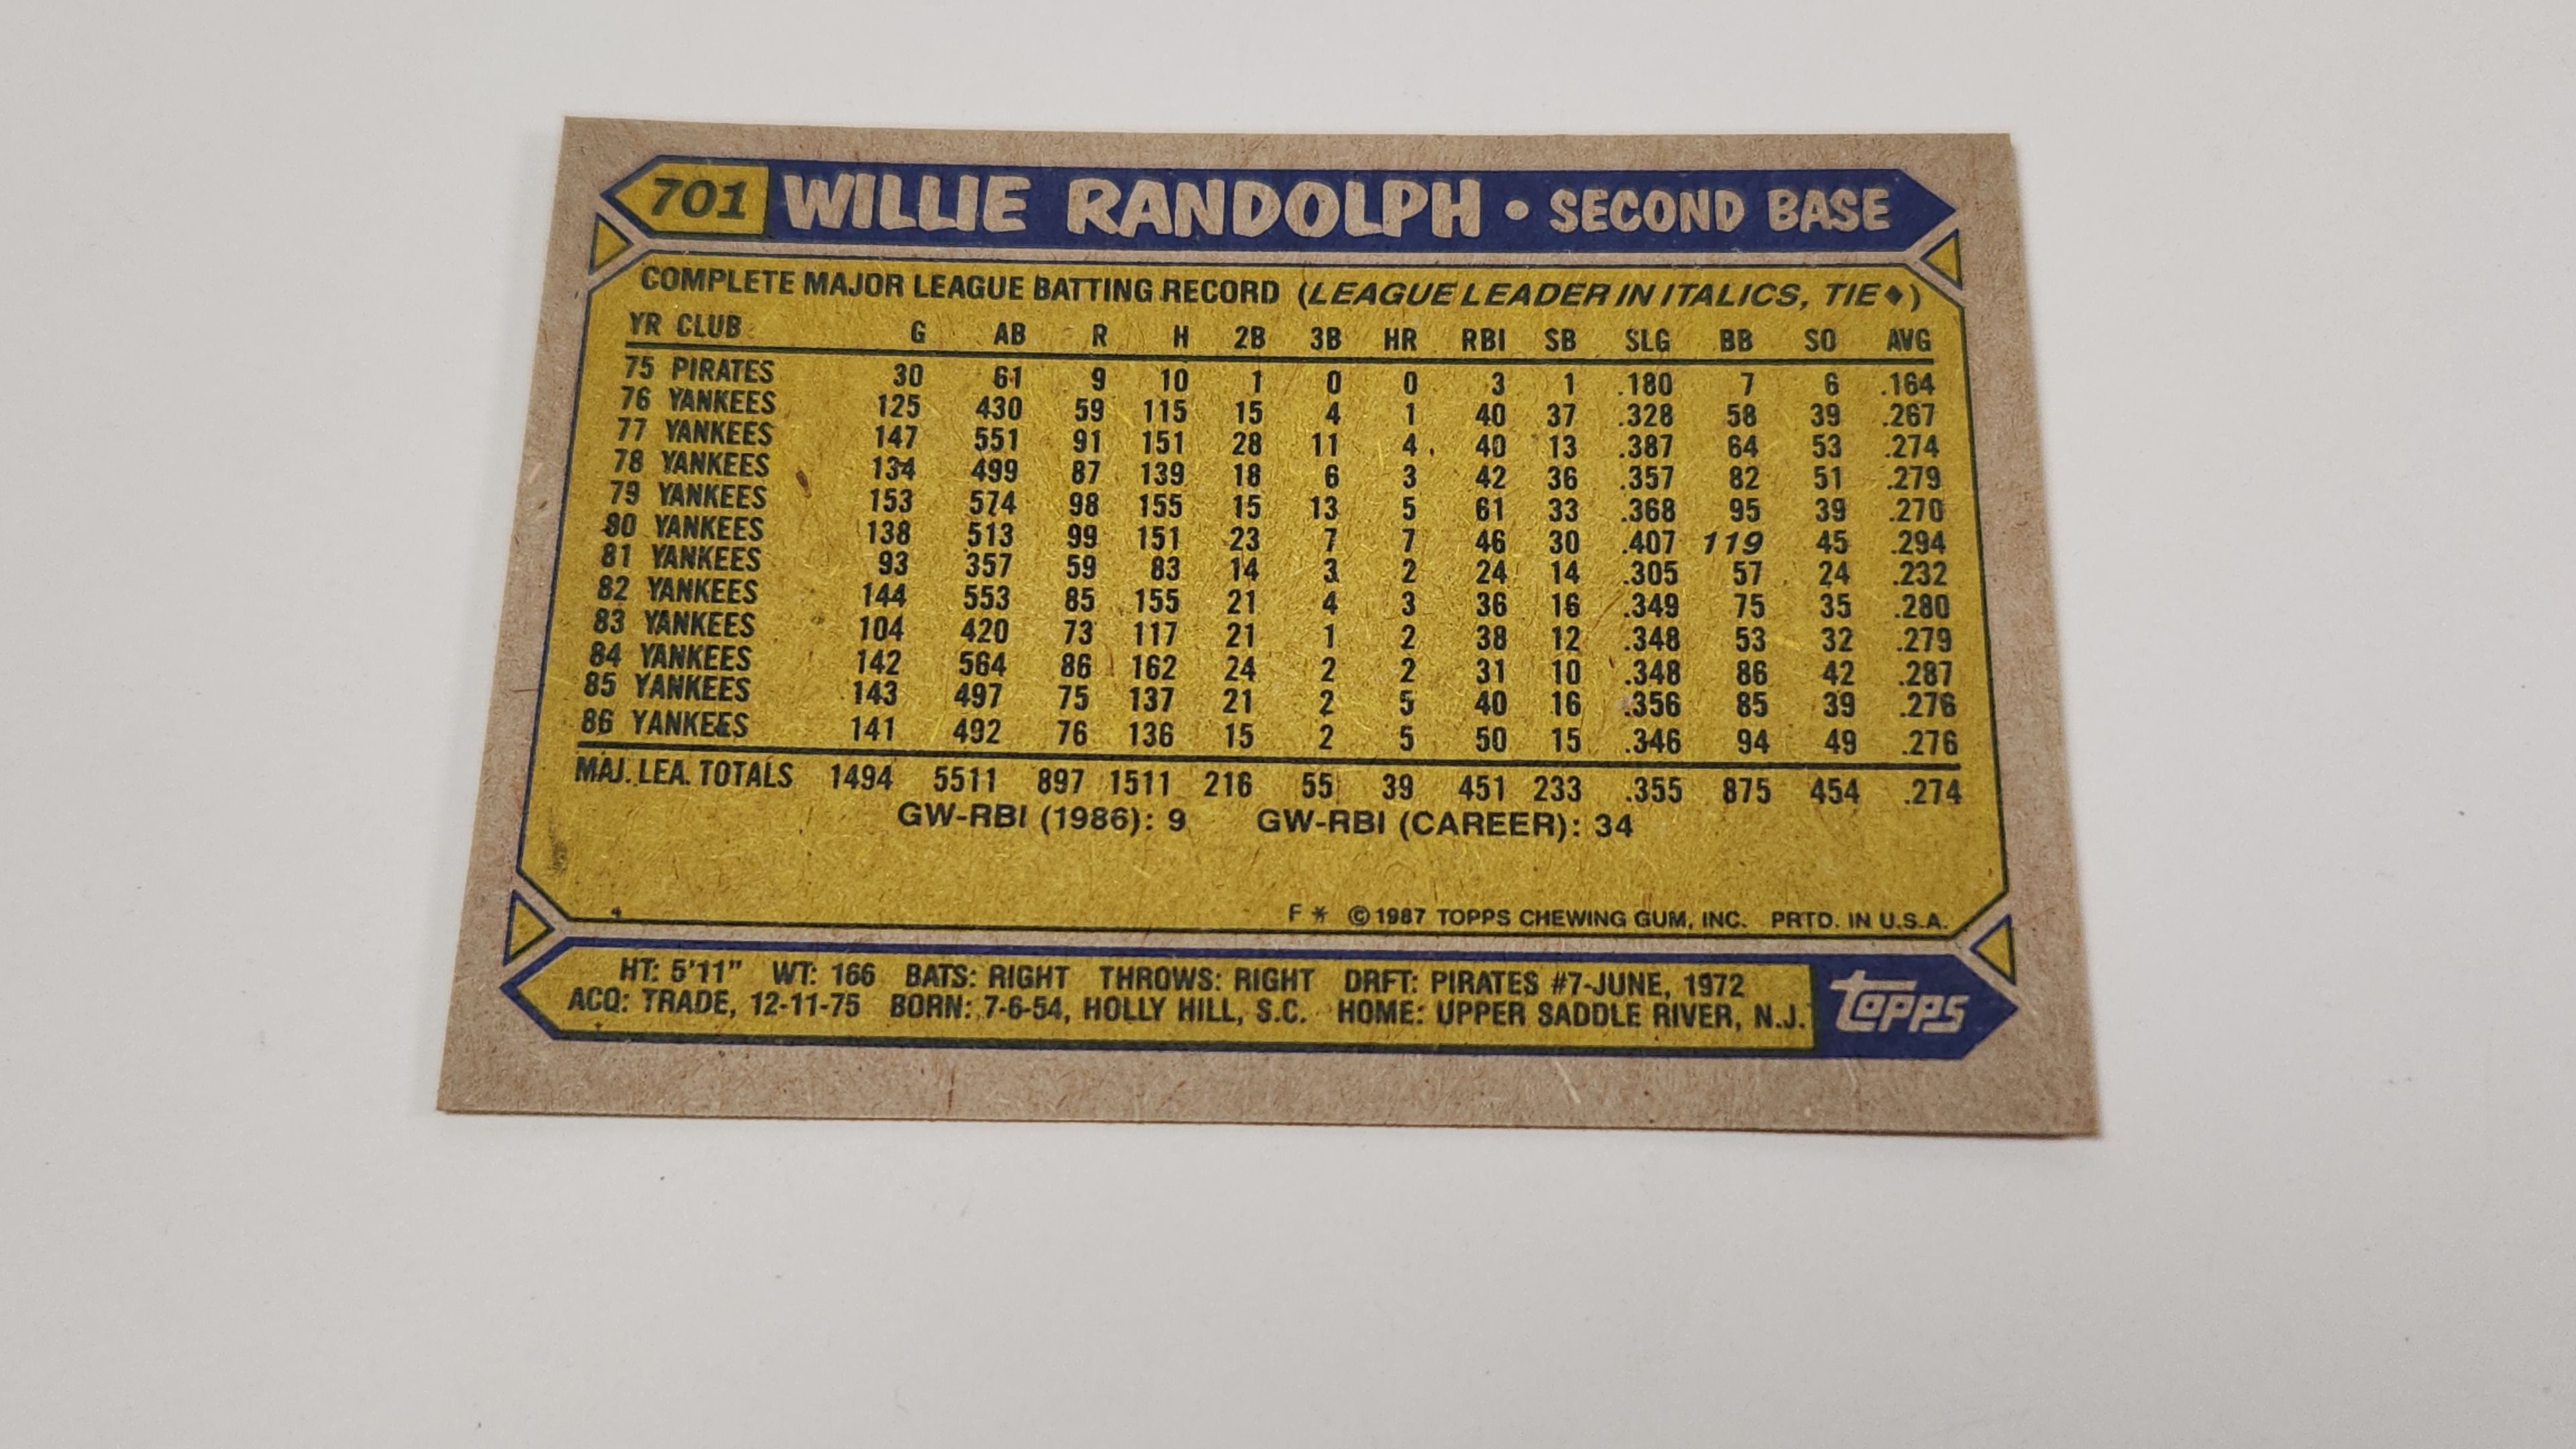 701 WILLIE RANDOLPH • SECOND BASE
COMPLETE MAJOR LEAGUE BATTING RECORD (LEAGUE LEADER IN ITALICS, TIE♦)
YR CLUB G AB R H 2B 3B HR RBI SB SLG BB SO AVG
75 PIRATES 30 61 9 10 1 0 0 3 1 .180 7 6 .164
76 YANKEES 125 430 59 115 15 4 1 40 37 .328 58 39 .267
77 YANKEES 147 551 91 151 28 11 4 40 13 .387 64 53 .274
78 YANKEES 134 499 87 139 18 6 3 42 36 .357 82 51 .279
79 YANKEES 153 574 98 155 15 13 5 61 33 .368 95 39 .270
80 YANKEES 138 513 99 151 23 7 7 46 30 .407 119 45 .294
81 YANKEES 93 357 59 83 14 3 2 24 14 .305 57 24 .232
82 YANKEES 144 553 85 155 21 4 3 36 16 .349 75 35 .280
83 YANKEES 104 420 73 117 21 1 2 38 12 .348 53 32 .279
84 YANKEES 142 564 86 162 24 2 2 31 10 .348 86 42 .287
85 YANKEES 143 497 75 137 21 2 5 40 16 .356 85 39 .276
86 YANKEES 141 492 76 136 15 2 5 50 15 .346 94 49 .276
MAJ. LEA. TOTALS 1494 5511 897 1511 216 55 39 451 233 .355 875 454 .274
GW-RBI (1986): 9 GW-RBI (CAREER): 34
F * © 1987 TOPPS CHEWING GUM, INC. PRTD. IN U.S.A.
HT: 5'11" WT: 166 BATS: RIGHT THROWS: RIGHT DRFT: PIRATES #7-JUNE, 1972
ACQ: TRADE, 12-11-75 BORN: 7-6-54, HOLLY HILL, S.C. HOME: UPPER SADDLE RIVER, N.J.
topps